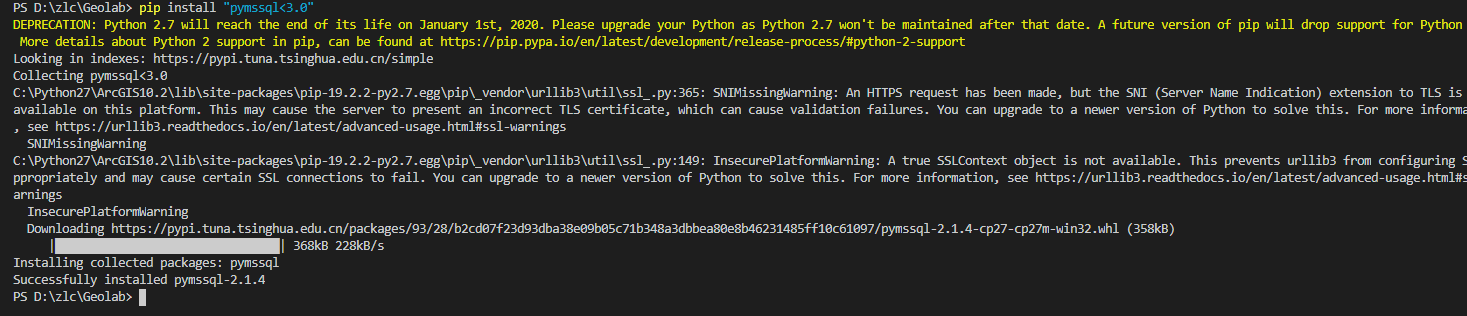 PS D:\zlc\Geolab> pip install "pymssql<3.0"
DEPRECATION: Python 2.7 will reach the end of its life on January 1st, 2020. Please upgrade your Python as Python 2.7 won't be maintained after that date. A future version of pip will drop support for Python
More details about Python 2 support in pip, can be found at https://pip.pypa.io/en/latest/development/release-process/#python-2-support
Looking in indexes: https://pypi.tuna.tsinghua.edu.cn/simple
Collecting pymssql<3.0
C:\Python27\ArcGIS10.2\lib\site-packages\pip-19.2.2-py2.7.egg\pip\_vendor\urllib3\util\ssl_.py:365: SNIMissingWarning: An HTTPS request has been made, but the SNI (Server Name Indication) extension to TLS is
available on this platform. This may cause the server to present an incorrect TLS certificate, which can cause validation failures. You can upgrade to a newer version of Python to solve this. For more informa
, see https://urllib3.readthedocs.io/en/latest/advanced-usage.html#ssl-warnings
SNIMissingWarning
C:\Python27\ArcGIS10.2\lib\site-packages\pip-19.2.2-py2.7.egg\pip\_vendor\urllib3\util\ssl_.py:149: InsecurePlatformWarning: A true SSLContext object is not available. This prevents urllib3 from configuring S
ppropriately and may cause certain SSL connections to fail. You can upgrade to a newer version of Python to solve this. For more information, see https://urllib3.readthedocs.io/en/latest/advanced-usage.html#s
arnings
InsecurePlatformWarning
Downloading https://pypi.tuna.tsinghua.edu.cn/packages/93/28/b2cd07f23d93dba38e09b05c71b348a3dbbea80e8b46231485ff10c61097/pymssql-2.1.4-cp27-cp27m-win32.whl (358kB)
| | 368kB 228kB/s
Installing collected packages: pymssql
Successfully installed pymssql-2.1.4
PS D:\zlc\Geolab>